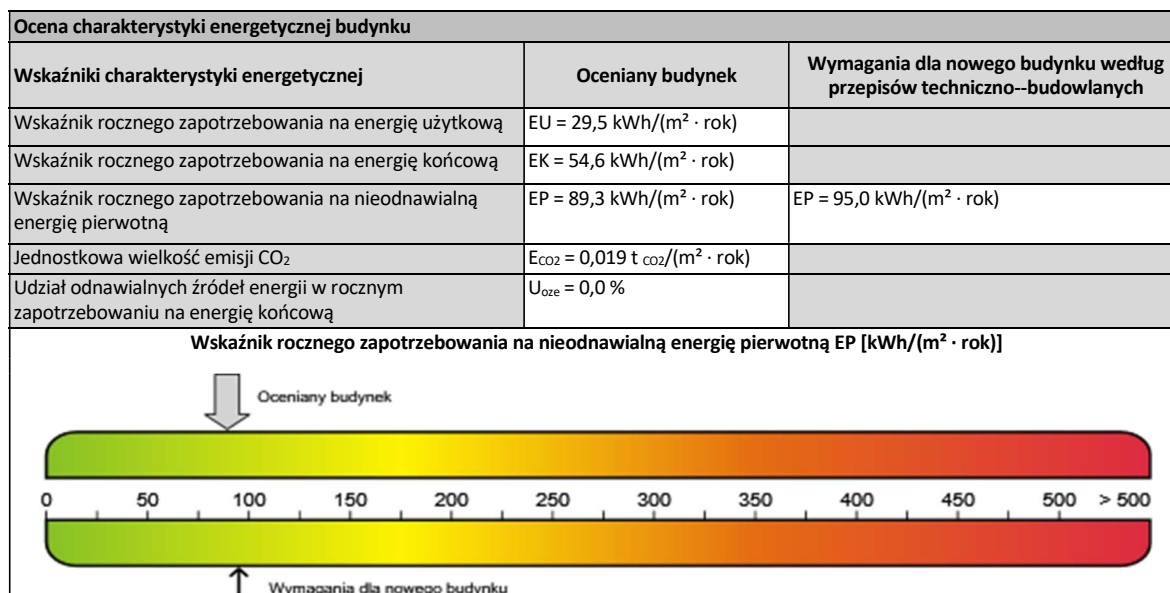 Ocena charakterystyki energetycznej budynku
Wskaźniki charakterystyki energetycznej
Oceniany budynek
Wymagania dla nowego budynku według
przepisów techniczno--budowlanych
Wskaźnik rocznego zapotrzebowania na energię użytkową
EU = 29,5 kWh/(m² · rok)
Wskaźnik rocznego zapotrzebowania na energię końcową
EK = 54,6 kWh/(m² · rok)
Wskaźnik rocznego zapotrzebowania na nieodnawialną
energię pierwotną
EP = 89,3 kWh/(m² · rok)
EP = 95,0 kWh/(m² · rok)
Jednostkowa wielkość emisji CO₂
E_CO2 = 0,019 t CO2/(m² · rok)
Udział odnawialnych źródeł energii w rocznym
zapotrzebowaniu na energię końcową
U_oze = 0,0 %
Wskaźnik rocznego zapotrzebowania na nieodnawialną energię pierwotną EP [kWh/(m² · rok)]
Oceniany budynek
0 50 100 150 200 250 300 350 400 450 500 > 500
Wymagania dla nowego budynku